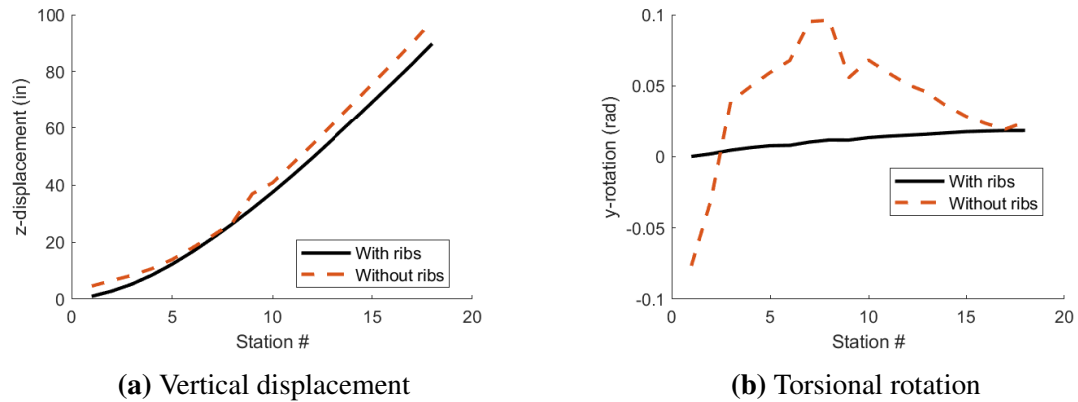 100
80
60
40
20
0
z-displacement (in)
0
5
10
15
20
Station #
With ribs
Without ribs
(a) Vertical displacement
0.1
0.05
0
-0.05
-0.1
y-rotation (rad)
0
5
10
15
20
Station #
With ribs
Without ribs
(b) Torsional rotation